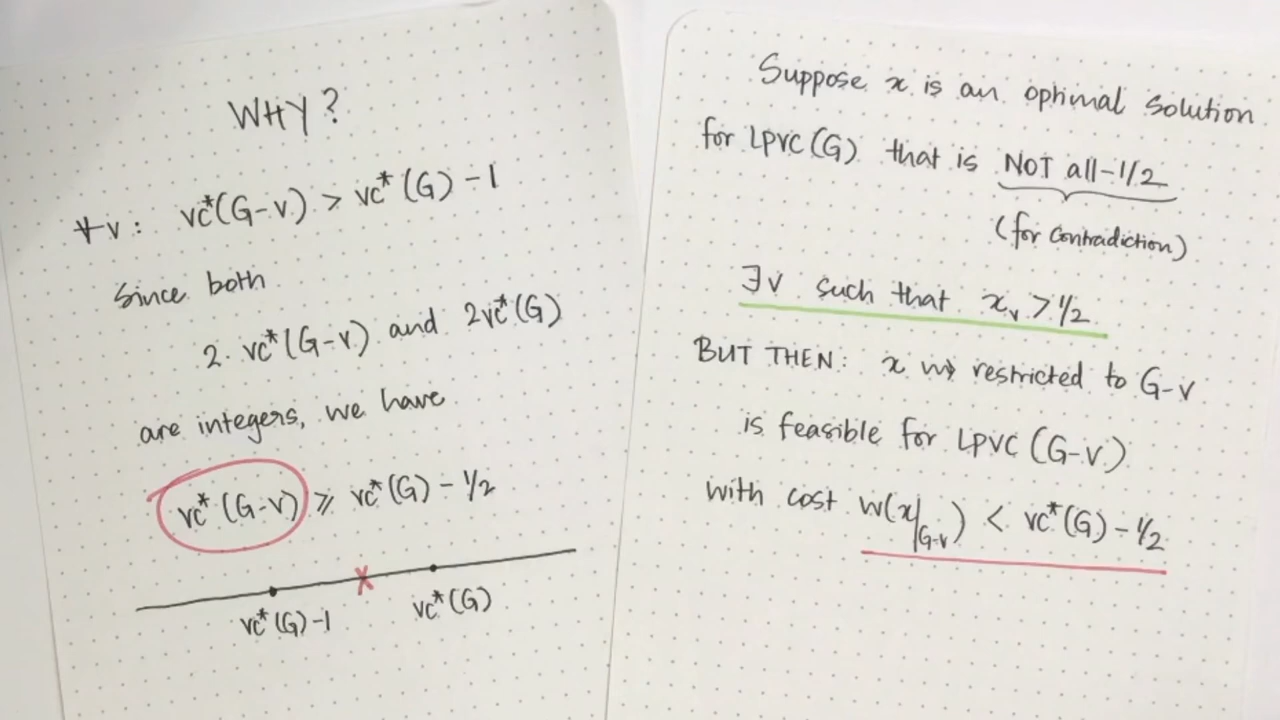 WHY?
∀v: vc*(G-v) > vc*(G) - 1
Since both
2. vc*(G-v) and 2vc*(G)
are integers, we have
vc*(G-v) ⩾ vc*(G) - 1/2
vc*(G)-1
vc*(G)
Suppose x is an optimal solution
for LPVC(G) that is NOT all-1/2
(for contradiction)
∃v such that x_v > 1/2
BUT THEN: x restricted to G-v
is feasible for LPVC (G-v)
with cost w(x|_{G-v}) < vc*(G) - 1/2